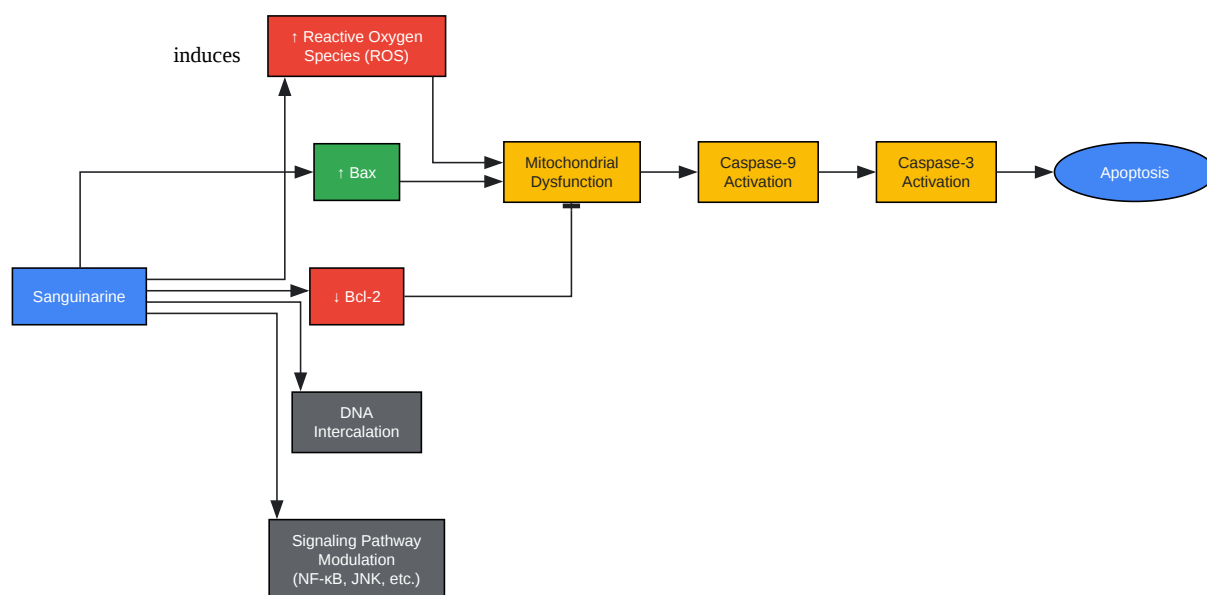 induces
↑ Reactive Oxygen
Species (ROS)
↑ Bax
Mitochondrial
Dysfunction
Caspase-9
Activation
Caspase-3
Activation
Apoptosis
Sanguinarine
↓ Bcl-2
DNA
Intercalation
Signaling Pathway
Modulation
(NF-κB, JNK, etc.)